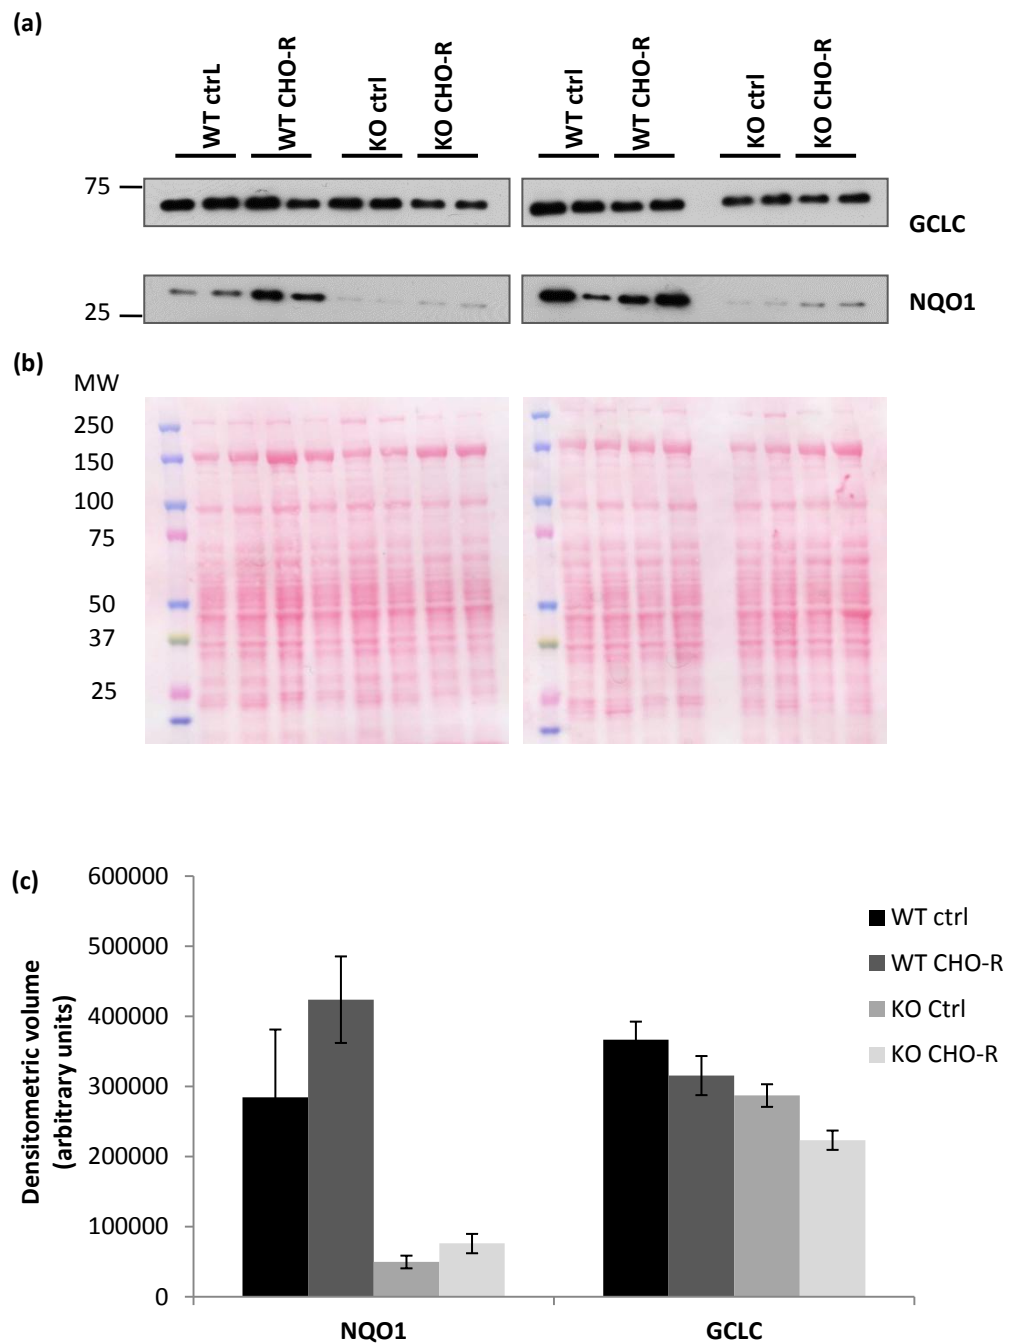 (a)
WT ctrL
WT CHO-R
KO ctrl
KO CHO-R
WT ctrl
WT CHO-R
KO ctrl
KO CHO-R
75
GCLC
25
NQO1
(b)
MW
250
150
100
75
50
37
25
(c)
Densitometric volume
(arbitrary units)
600000
500000
400000
300000
200000
100000
0
NQO1
GCLC
WT ctrl
WT CHO-R
KO Ctrl
KO CHO-R